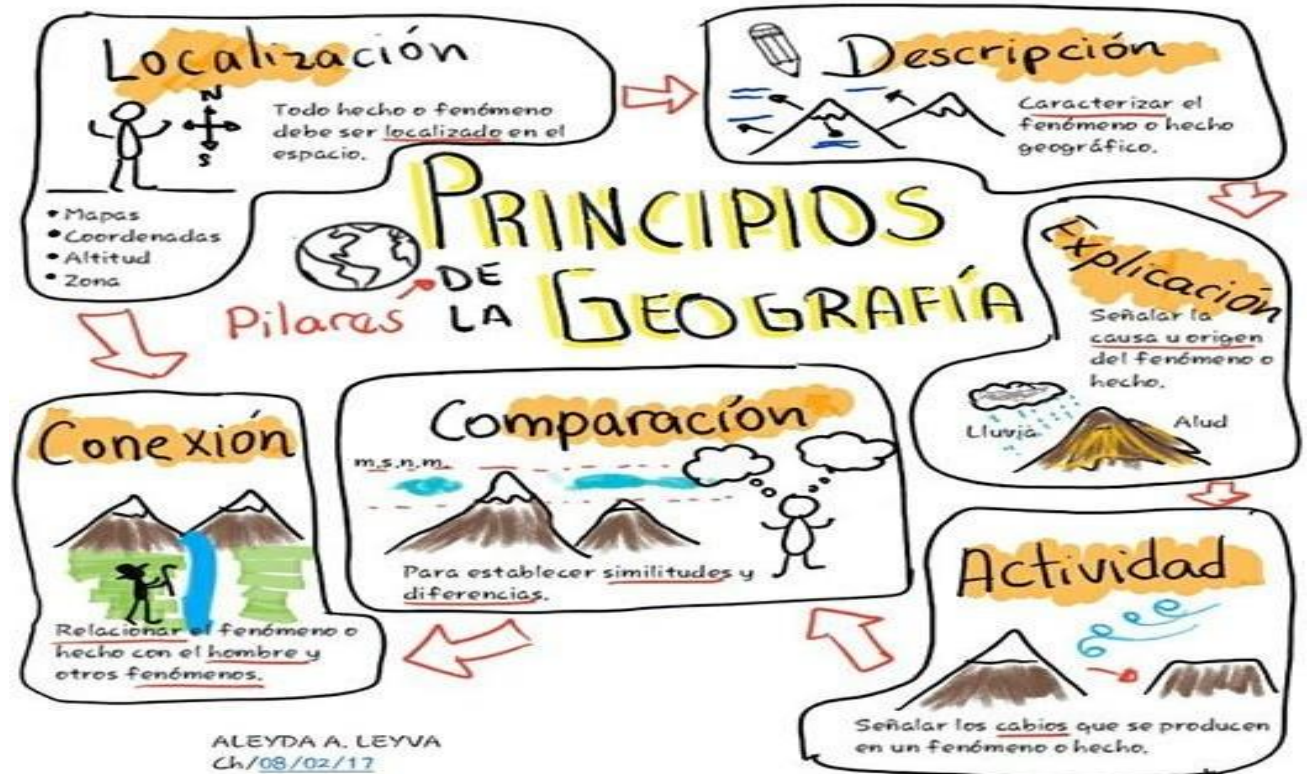 Localización
N
S
Todo hecho o fenómeno
debe ser localizado en el
espacio.
• Mapas
• Coordenadas
• Altitud
• Zona
Descripción
Caracterizar el
fenómeno o hecho
geográfico.
PRINCIPIOS
DE
LA GEOGRAFÍA
Pilares
Explicación
Señalar la
causa u origen
del fenómeno o
hecho.
Lluvia
Alud
Actividad
Señalar los cabios que se producen
en un fenómeno o hecho.
Comparación
m.s.n.m.
Para establecer similitudes y
diferencias.
Conexión
Relacionar el fenómeno o
hecho con el hombre y
otros fenómenos.
ALEYDA A. LEYVA
Ch/08/02/17